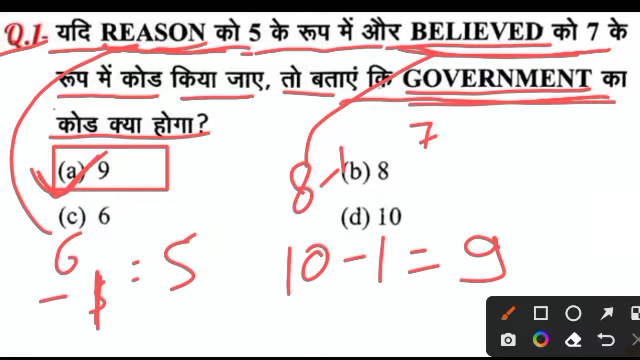 Q.1- यदि REASON को 5 के रूप में और BELIEVED को 7 के
रूप में कोड किया जाए, तो बताएं कि GOVERNMENT का
कोड क्या होगा?
7
(a) 9
8-1
(b) 8
(c) 6
(d) 10
6
- 1 = 5
10-1=9